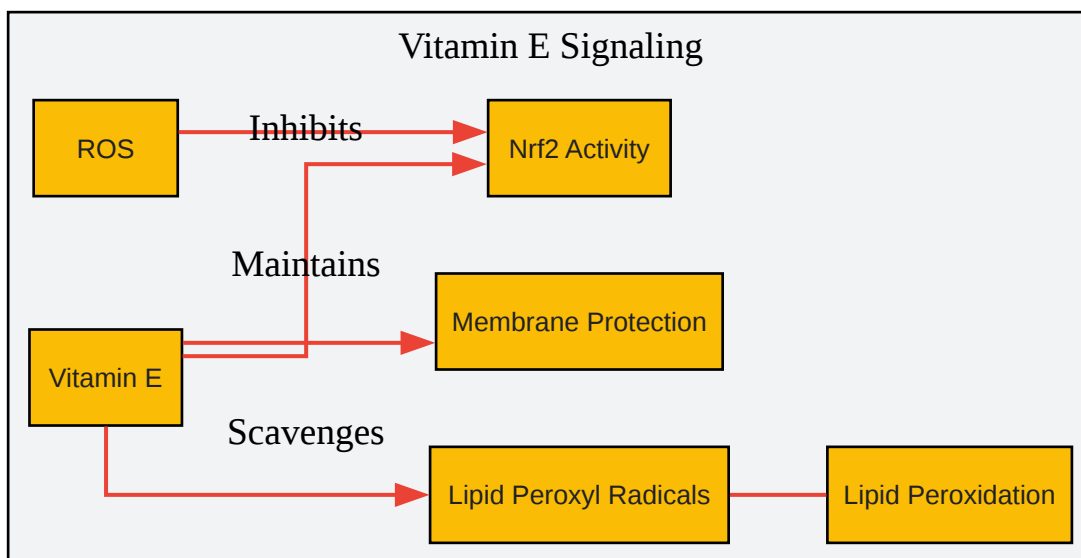 Vitamin E Signaling
ROS
Inhibits
Nrf2 Activity
Maintains
Membrane Protection
Vitamin E
Scavenges
Lipid Peroxyl Radicals
Lipid Peroxidation